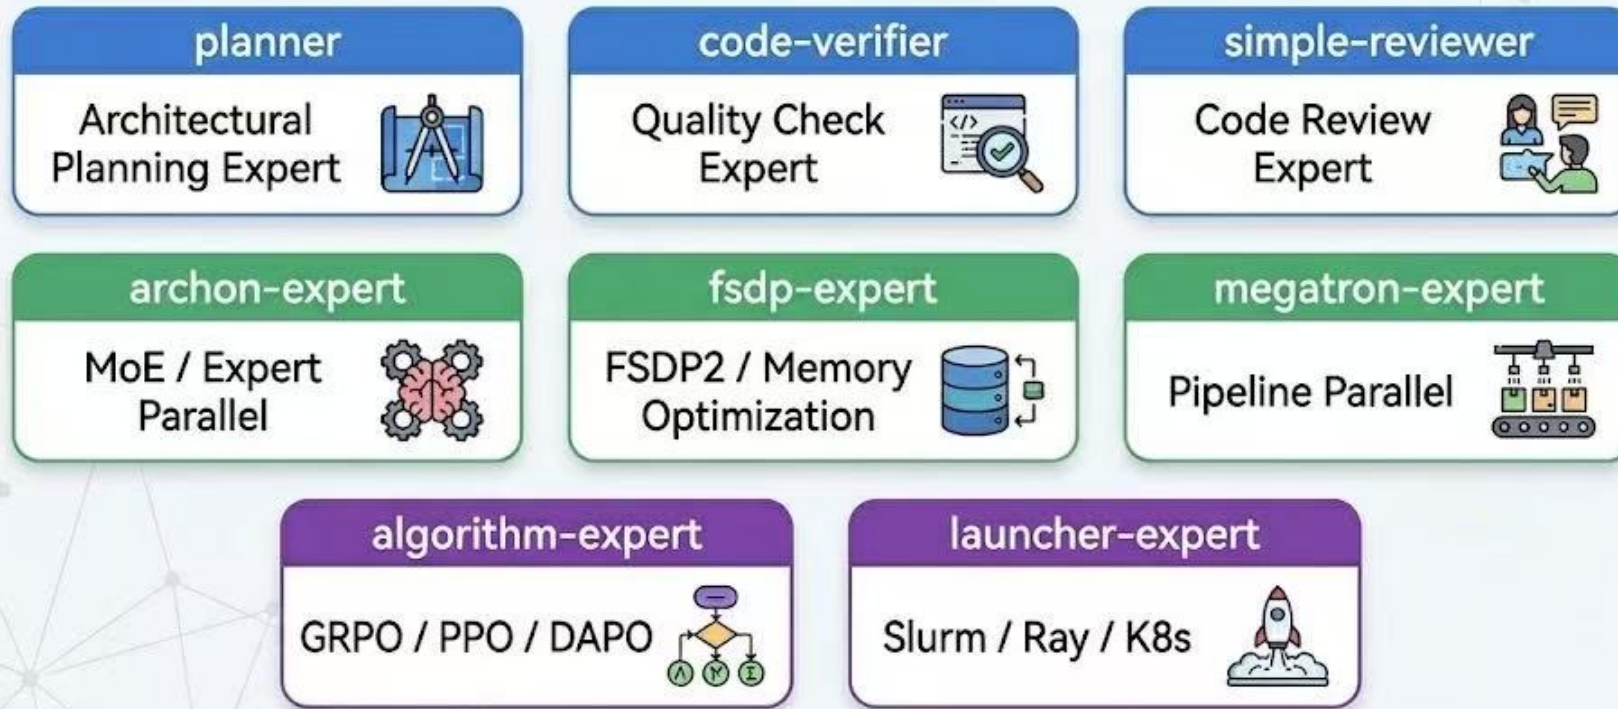 planner
code-verifier
simple-reviewer
Architectural
Planning Expert
Quality Check
Expert
</>
Code Review
Expert
archon-expert
fsdp-expert
megatron-expert
MoE / Expert
Parallel
FSDP2 / Memory
Optimization
Pipeline Parallel
algorithm-expert
launcher-expert
GRPO / PPO / DAPO
Slurm / Ray / K8s